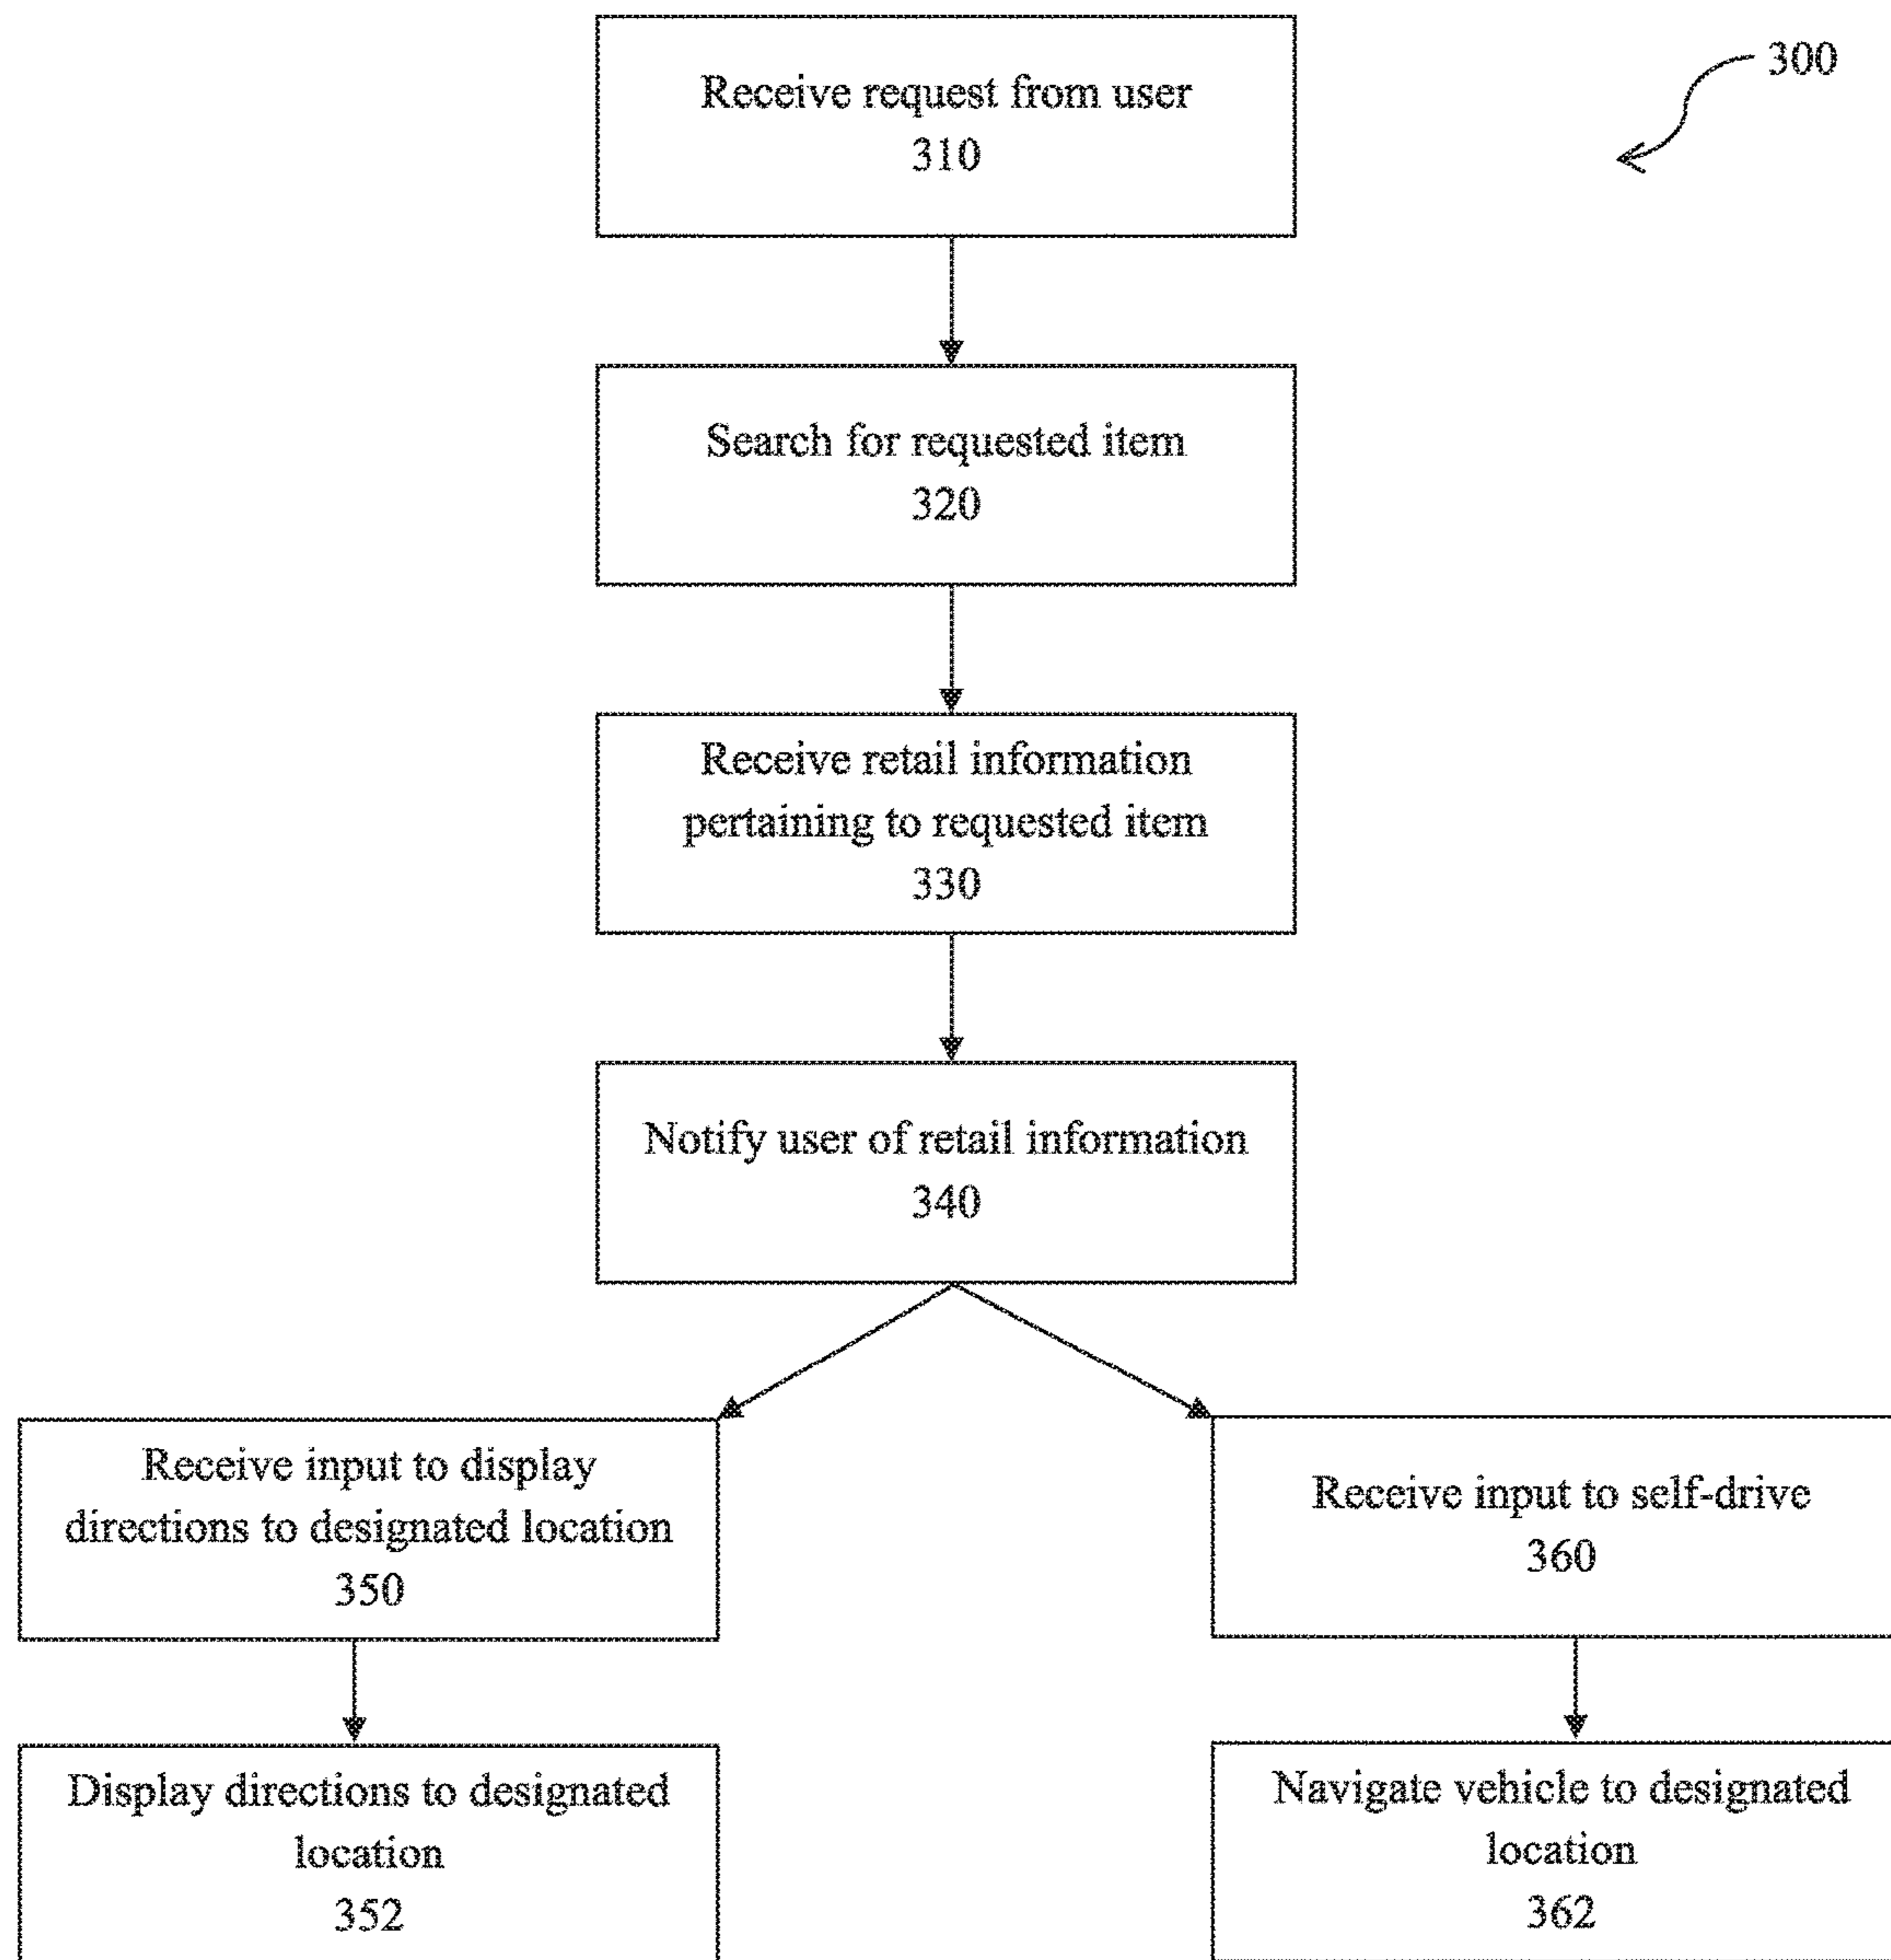 300
Receive request from user
310
Search for requested item
320
Receive retail information
pertaining to requested item
330
Notify user of retail information
340
Receive input to display
directions to designated location
350
Receive input to self-drive
360
Display directions to designated
location
352
Navigate vehicle to designated
location
362